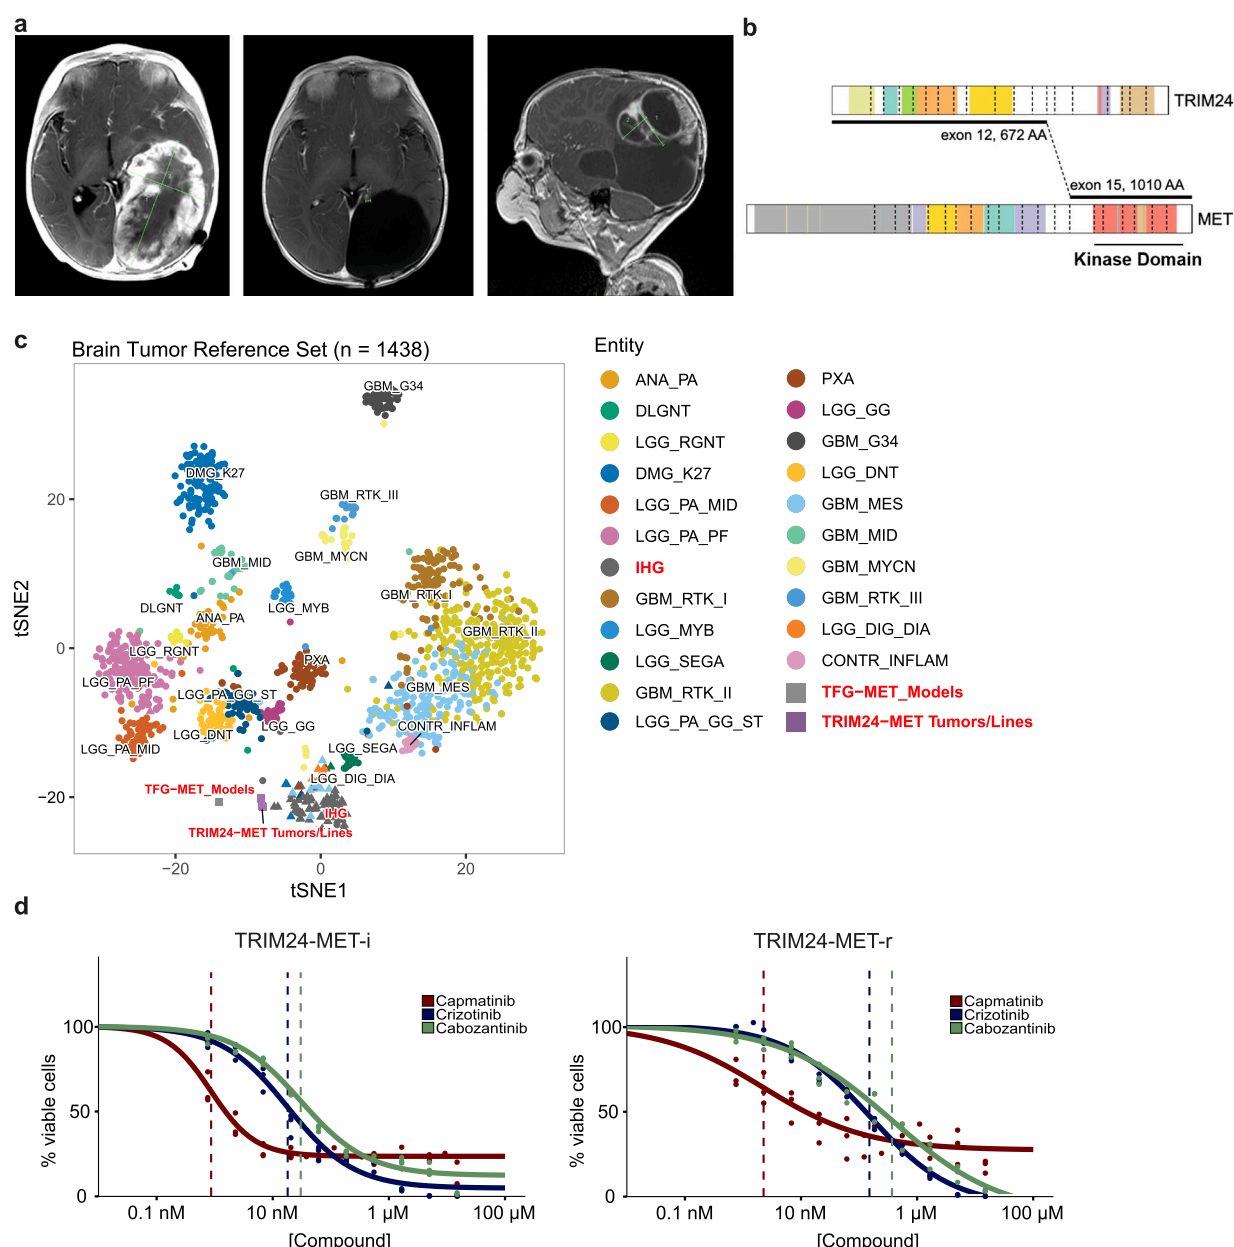 a
b
TRIM24
exon 12, 672 AA
exon 15, 1010 AA
MET
Kinase Domain
c
Brain Tumor Reference Set (n = 1438)
GBM_G34
DMG_K27
GBM_RTK_III
GBM_MYCN
GBM_MID
DLGNT
LGG_MYB
GBM_RTK_I
ANA_PA
GBM_RTK_II
LGG_RGNT
PXA
LGG_PA_PF
GBM_MES
LGG_PA_GG_ST
LGG_GG
CONTR_INFLAM
LGG_DNT
LGG_PA_MID
LGG_SEGA
LGG_DIG_DIA
TFG−MET_Models
IHG
TRIM24−MET Tumors/Lines
20
0
−20
tSNE2
−20
0
20
tSNE1
Entity
ANA_PA
DLGNT
LGG_RGNT
DMG_K27
LGG_PA_MID
LGG_PA_PF
IHG
GBM_RTK_I
LGG_MYB
LGG_SEGA
GBM_RTK_II
LGG_PA_GG_ST
PXA
LGG_GG
GBM_G34
LGG_DNT
GBM_MES
GBM_MID
GBM_MYCN
GBM_RTK_III
LGG_DIG_DIA
CONTR_INFLAM
TFG−MET_Models
TRIM24−MET Tumors/Lines
d
TRIM24-MET-i
Capmatinib
Crizotinib
Cabozantinib
% viable cells
100
50
0
0.1 nM
10 nM
1 µM
100 µM
[Compound]
TRIM24-MET-r
Capmatinib
Crizotinib
Cabozantinib
% viable cells
100
50
0
0.1 nM
10 nM
1 µM
100 µM
[Compound]